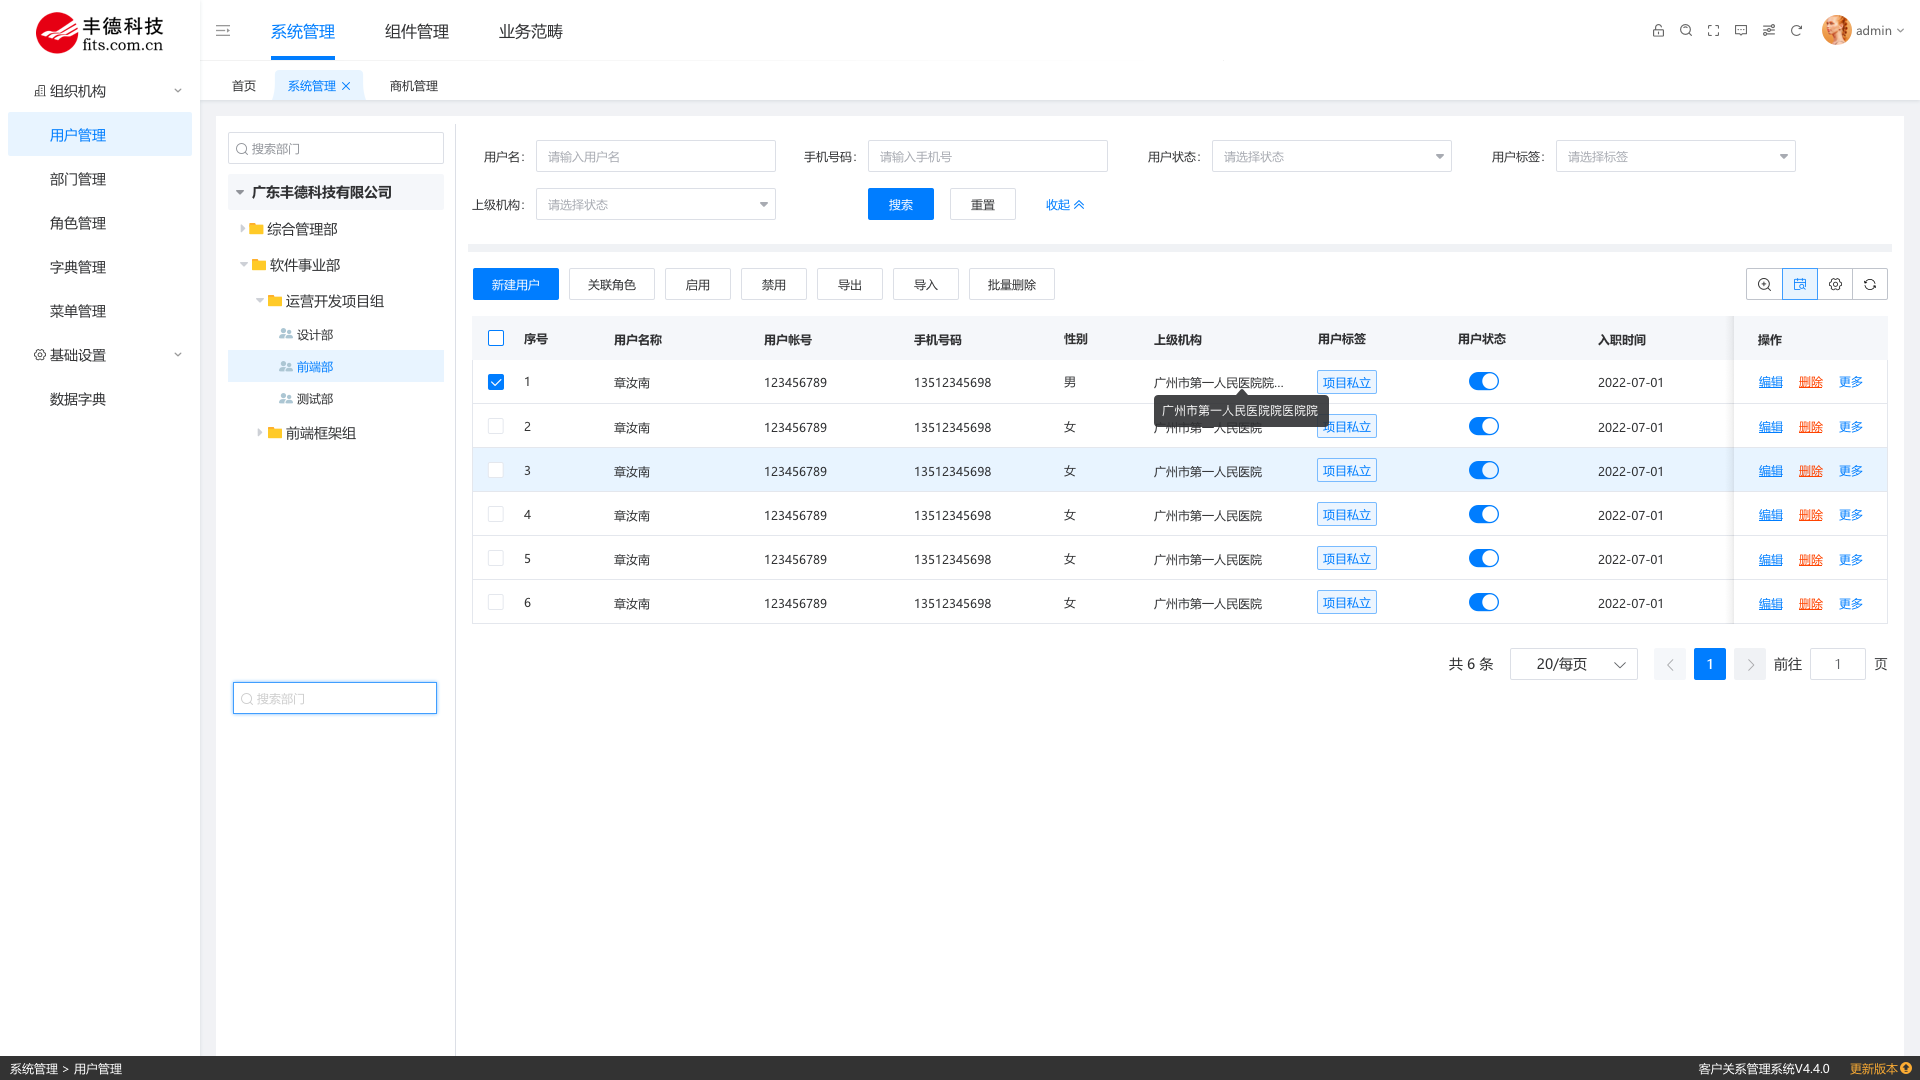 丰德科技
fits.com.cn
系统管理 组件管理 业务范畴
admin
首页 系统管理 商机管理
组织机构
用户管理
部门管理
角色管理
字典管理
菜单管理
基础设置
数据字典
搜索部门
广东丰德科技有限公司
综合管理部
软件事业部
运营开发项目组
设计部
前端部
测试部
前端框架组
搜索部门
用户名: 请输入用户名 手机号码: 请输入手机号 用户状态: 请选择状态 用户标签: 请选择标签
上级机构: 请选择状态 搜索 重置 收起
新建用户 关联角色 启用 禁用 导出 导入 批量删除
序号 用户名称 用户帐号 手机号码 性别 上级机构 用户标签 用户状态 入职时间 操作
1 章汝南 123456789 13512345698 男 广州市第一人民医院院... 项目私立 2022-07-01 编辑 删除 更多
广州市第一人民医院院医院院
2 章汝南 123456789 13512345698 女 广州市第一人民医院 项目私立 2022-07-01 编辑 删除 更多
3 章汝南 123456789 13512345698 女 广州市第一人民医院 项目私立 2022-07-01 编辑 删除 更多
4 章汝南 123456789 13512345698 女 广州市第一人民医院 项目私立 2022-07-01 编辑 删除 更多
5 章汝南 123456789 13512345698 女 广州市第一人民医院 项目私立 2022-07-01 编辑 删除 更多
6 章汝南 123456789 13512345698 女 广州市第一人民医院 项目私立 2022-07-01 编辑 删除 更多
共 6 条 20/每页 1 前往 1 页
系统管理 > 用户管理
客户关系管理系统V4.4.0 更新版本